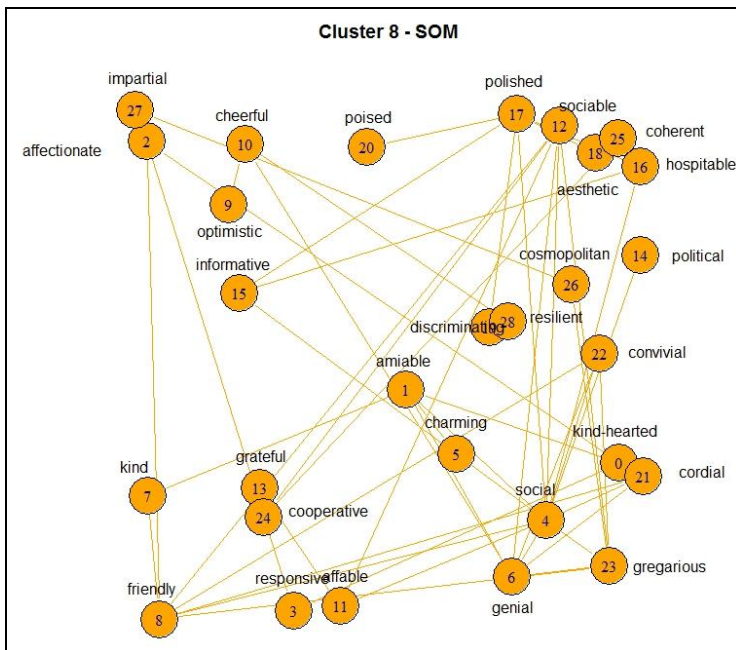 Cluster 8 - SOM
impartial
27
affectionate
2
cheerful
10
poised
20
polished
17
sociable
12
coherent
25
18
aesthetic
hospitable
16
optimistic
9
informative
15
cosmopolitan
26
political
14
discriminating
19
28
resilient
amiable
1
convivial
22
charming
5
kind-hearted
0
cordial
21
kind
7
grateful
13
cooperative
24
social
4
friendly
8
responsive
3
affable
11
genial
6
gregarious
23